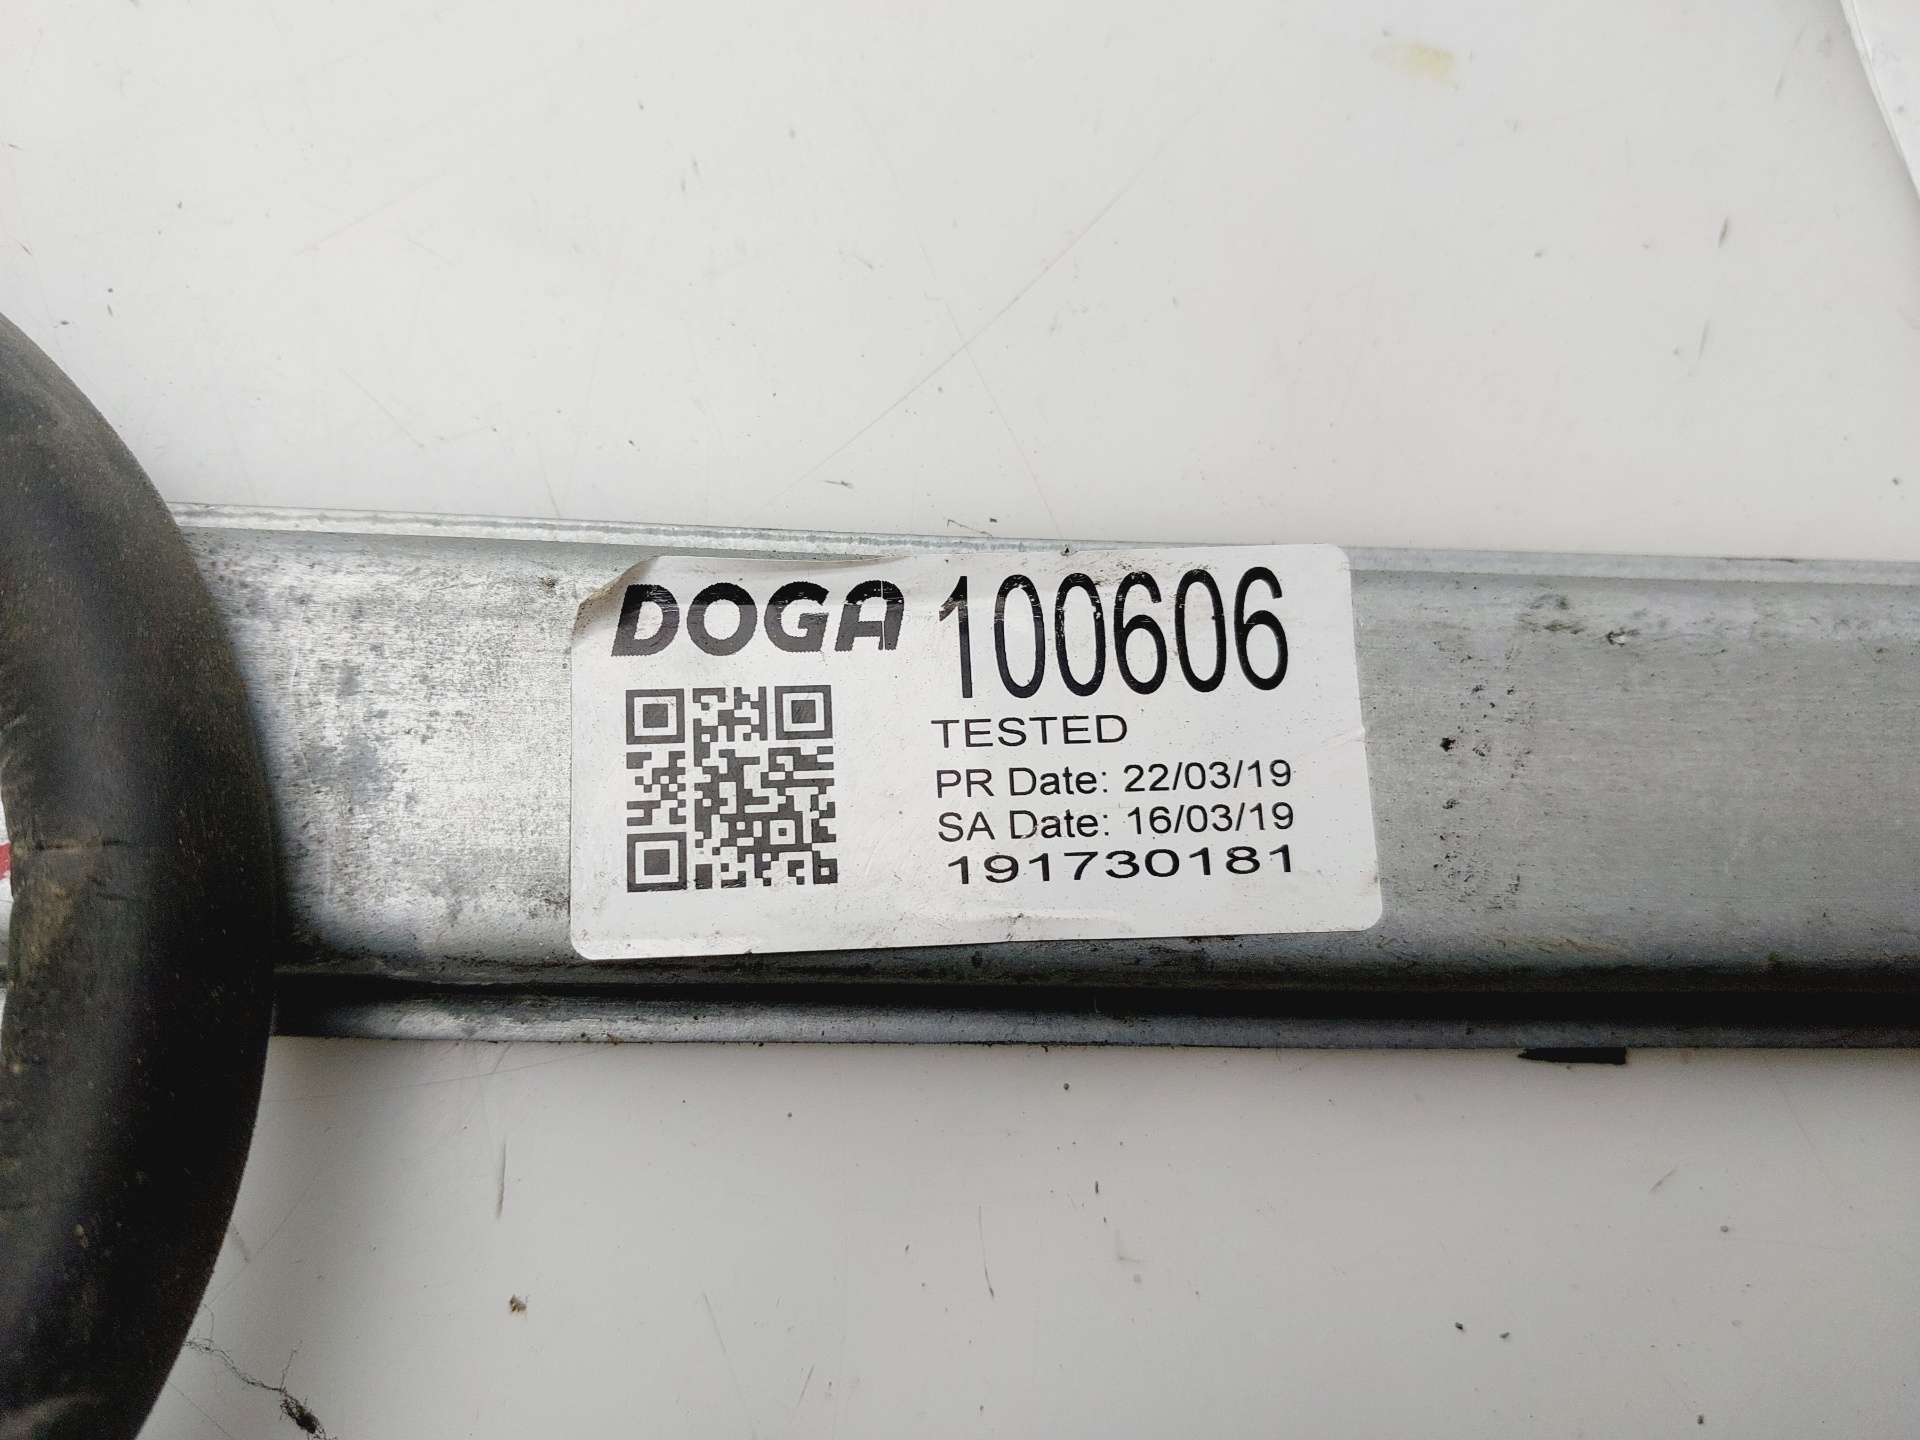 DOGA 100606
TESTED
PR Date: 22/03/19
SA Date: 16/03/19
191730181